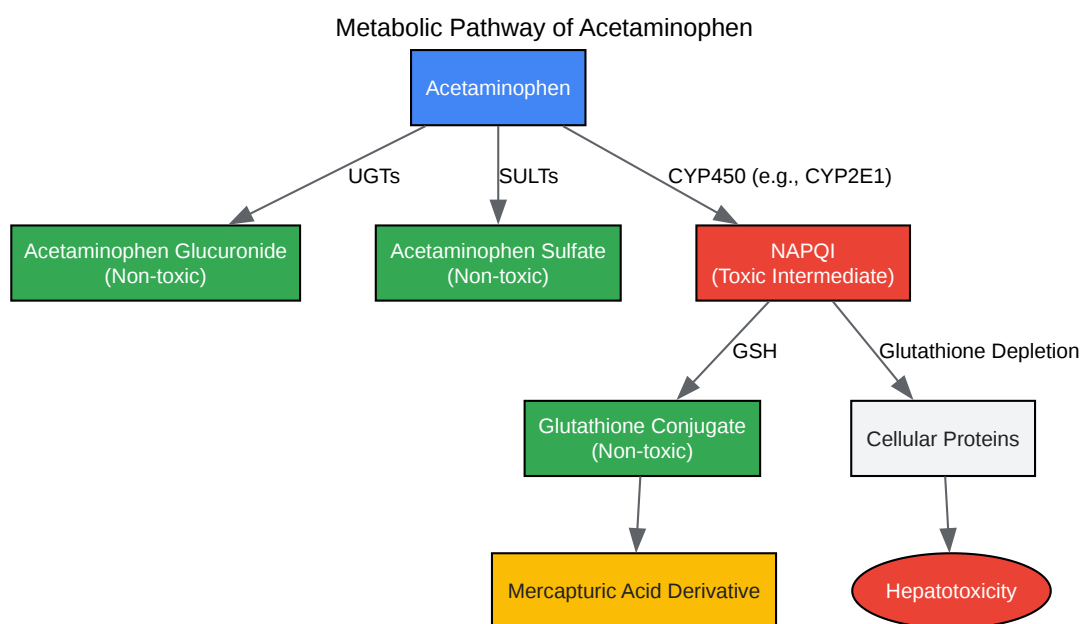 Metabolic Pathway of Acetaminophen
Acetaminophen
UGTs
SULTs
CYP450 (e.g., CYP2E1)
Acetaminophen Glucuronide
(Non-toxic)
Acetaminophen Sulfate
(Non-toxic)
NAPQI
(Toxic Intermediate)
GSH
Glutathione Depletion
Glutathione Conjugate
(Non-toxic)
Cellular Proteins
Mercapturic Acid Derivative
Hepatotoxicity